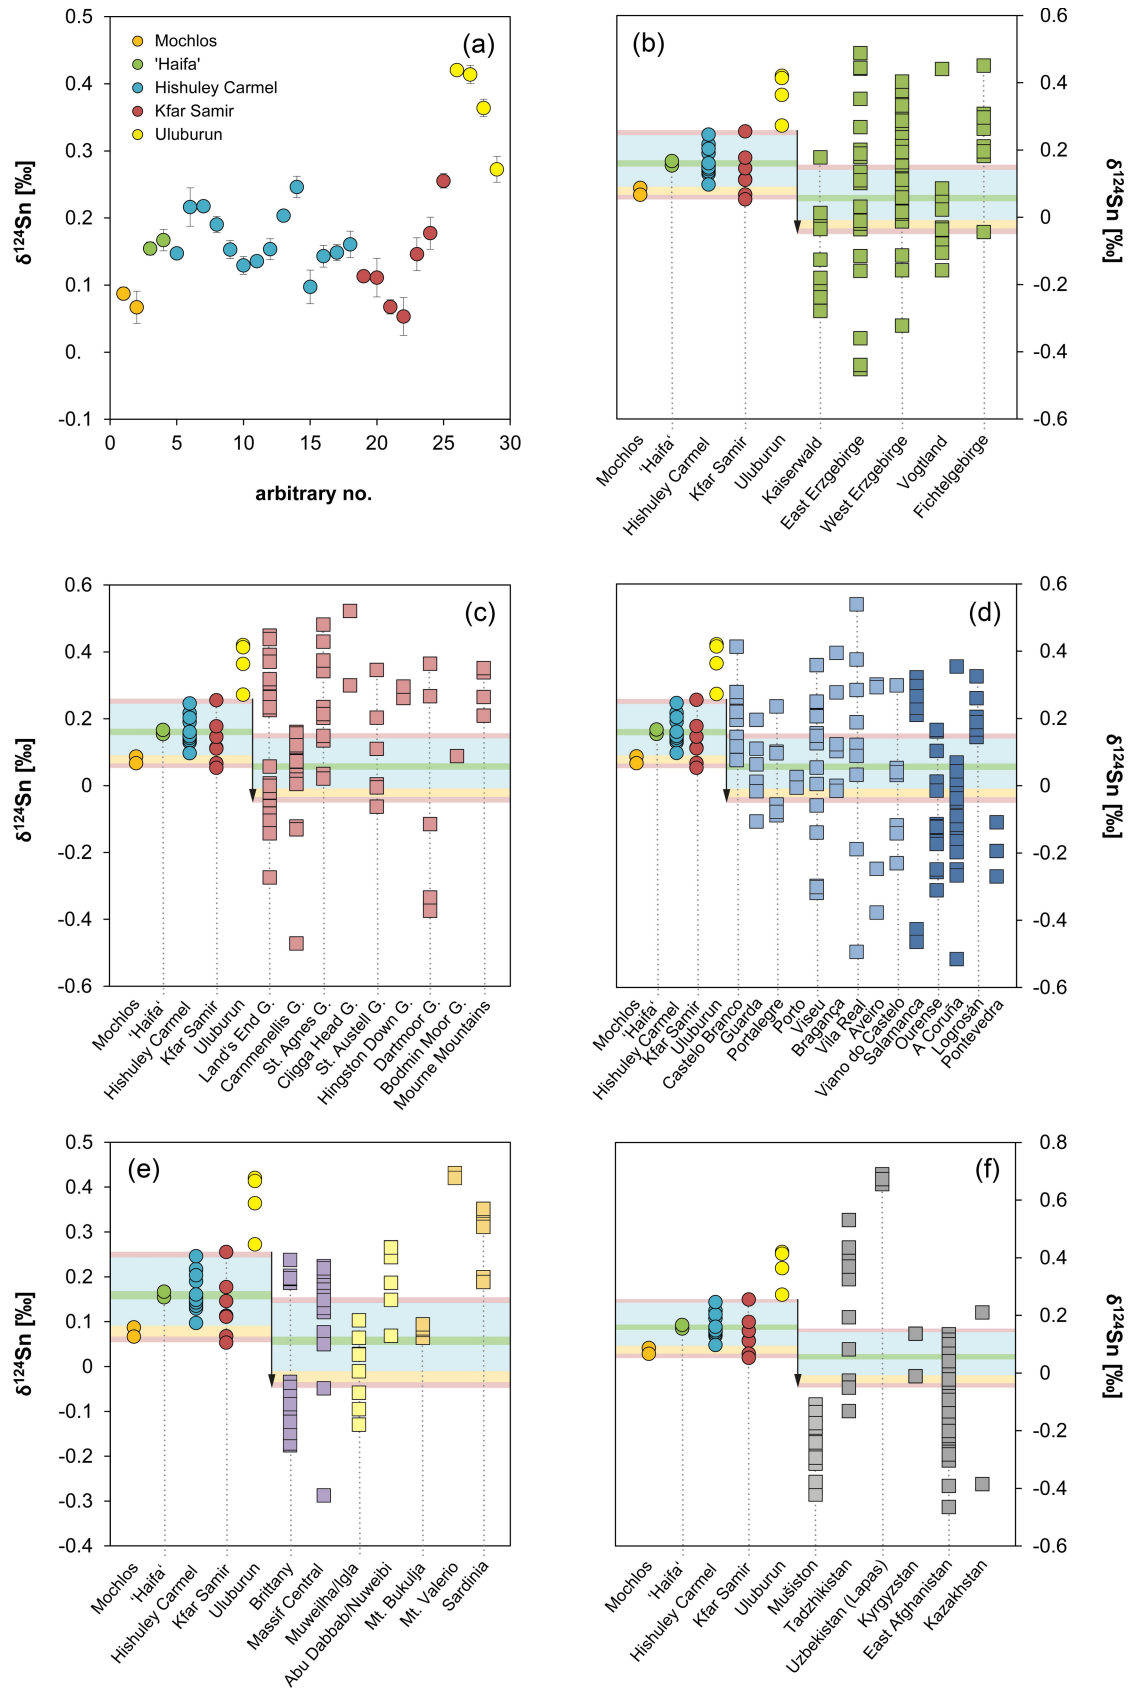 (a)
Mochlos
'Haifa'
Hishuley Carmel
Kfar Samir
Uluburun
δ¹²⁴Sn [‰]
0.5
0.4
0.3
0.2
0.1
0.
-0.1
0
5
10
15
20
25
30
arbitrary no.
(b)
δ¹²⁴Sn [‰]
0.6
0.4
0.2
0
-0.2
-0.4
-0.6
Mochlos
'Haifa'
Hishuley Carmel
Kfar Samir
Uluburun
Kaiserwald
East Erzgebirge
West Erzgebirge
Vogtland
Fichtelgebirge
(c)
δ¹²⁴Sn [‰]
0.6
0.4
0.2
0
-0.2
-0.4
-0.6
Mochlos
'Haifa'
Hishuley Carmel
Kfar Samir
Uluburun
Land's End G.
Carnmenellis G.
St. Agnes G.
Cligga Head G.
St. Austell G.
Hingston Down G.
Dartmoor G.
Bodmin Moor G.
Mourne Mountains
(d)
δ¹²⁴Sn [‰]
0.6
0.4
0.2
0
-0.2
-0.4
-0.6
Mochlos
'Haifa'
Hishuley Carmel
Kfar Samir
Uluburun
Castelo Branco
Guarda
Portalegre
Porto
Viseu
Bragança
Vila Real
Aveiro
Viano do Castelo
Salamanca
Ourense
A Coruña
Logrosán
Pontevedra
(e)
δ¹²⁴Sn [‰]
0.5
0.4
0.3
0.2
0.1
0
-0.1
-0.2
-0.3
-0.4
Mochlos
'Haifa'
Hishuley Carmel
Kfar Samir
Uluburun
Brittany
Massif Central
Muweilha/Igla
Abu Dabbab/Nuweibi
Mt. Bukulja
Mt. Valerio
Sardinia
(f)
δ¹²⁴Sn [‰]
0.8
0.6
0.4
0.2
0
-0.2
-0.4
-0.6
Mochlos
'Haifa'
Hishuley Carmel
Kfar Samir
Uluburun
Mušiston
Tadzhikistan
Uzbekistan (Lapas)
Kyrgyzstan
East Afghanistan
Kazakhstan